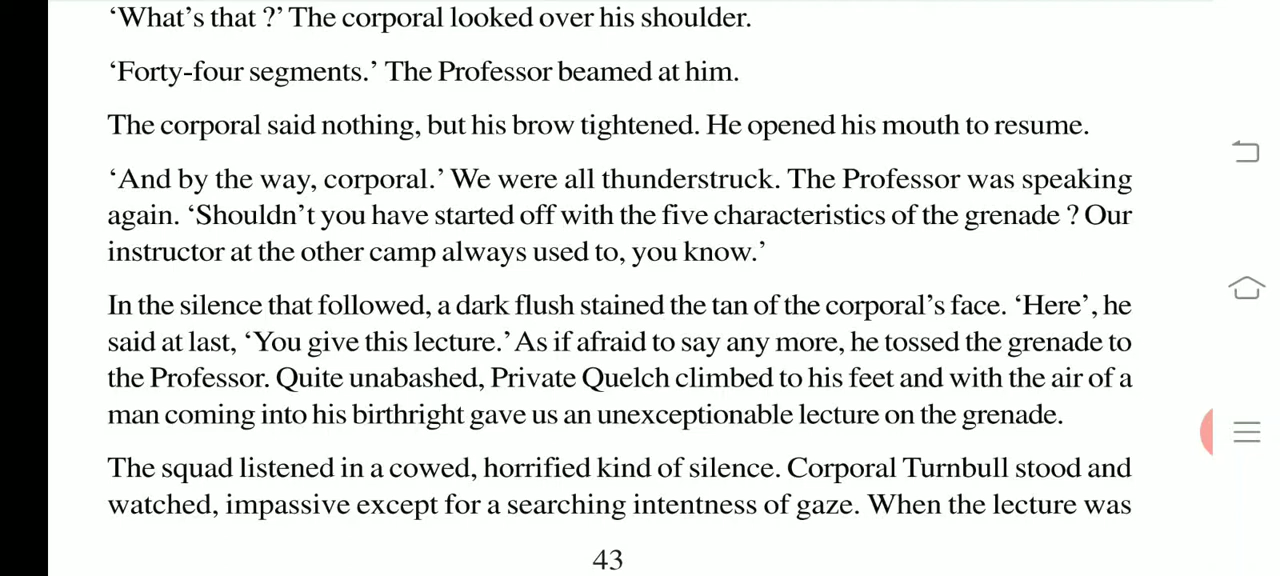 ‘What’s that ?’ The corporal looked over his shoulder.
‘Forty-four segments.’ The Professor beamed at him.
The corporal said nothing, but his brow tightened. He opened his mouth to resume.
‘And by the way, corporal.’ We were all thunderstruck. The Professor was speaking
again. ‘Shouldn’t you have started off with the five characteristics of the grenade ? Our
instructor at the other camp always used to, you know.’
In the silence that followed, a dark flush stained the tan of the corporal’s face. ‘Here’, he
said at last, ‘You give this lecture.’ As if afraid to say any more, he tossed the grenade to
the Professor. Quite unabashed, Private Quelch climbed to his feet and with the air of a
man coming into his birthright gave us an unexceptionable lecture on the grenade.
The squad listened in a cowed, horrified kind of silence. Corporal Turnbull stood and
watched, impassive except for a searching intentness of gaze. When the lecture was
43